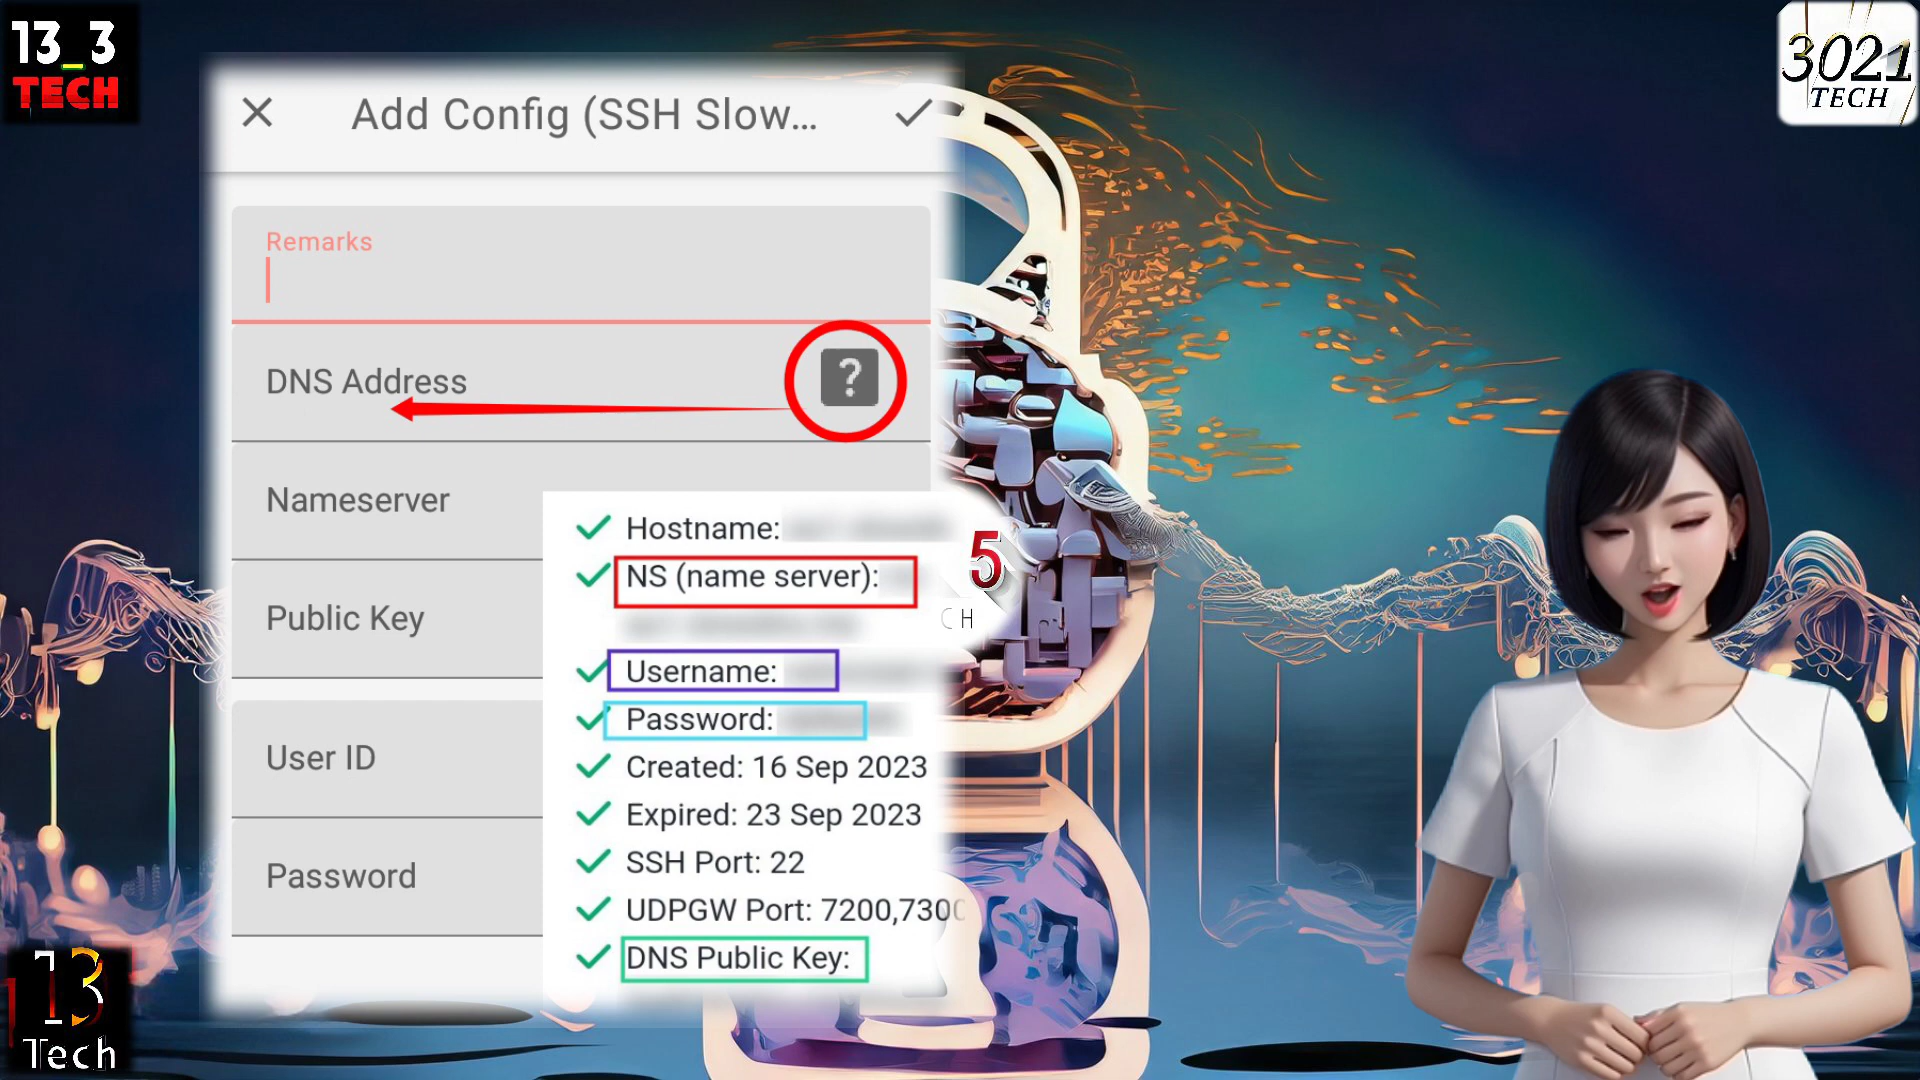 13_3
TECH
3021
TECH
Add Config (SSH Slow...
Remarks
DNS Address
?
Nameserver
Public Key
User ID
Password
Hostname:
NS (name server):
5
CH
Username:
Password:
Created: 16 Sep 2023
Expired: 23 Sep 2023
SSH Port: 22
UDPGW Port: 7200,7300
DNS Public Key:
13
Tech